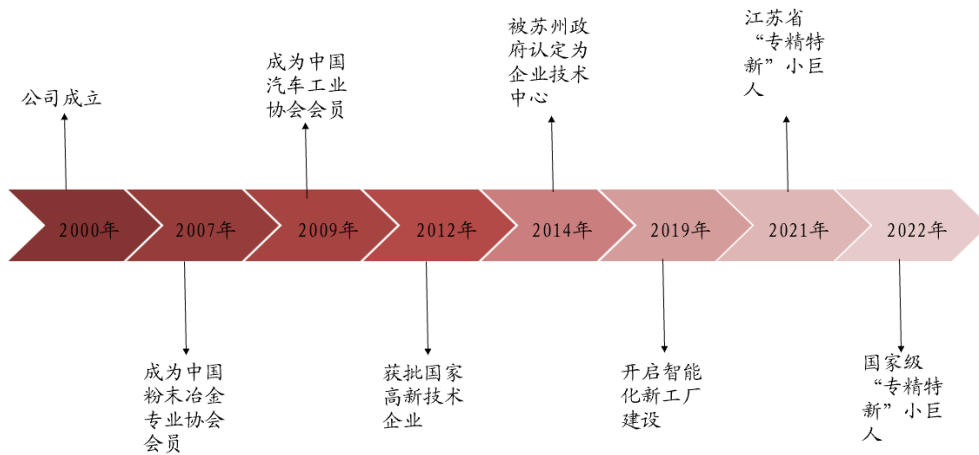 公司成立
成为中国
汽车工业
协会会员
被苏州政
府认定为
企业技术
中心
江苏省
“专精特
新”小巨
人
2000年
2007年
2009年
2012年
2014年
2019年
2021年
2022年
成为中国
粉末冶金
专业协会
会员
获批国家
高新技术
企业
开启智能
化新工厂
建设
国家级
“专精特
新”小巨
人